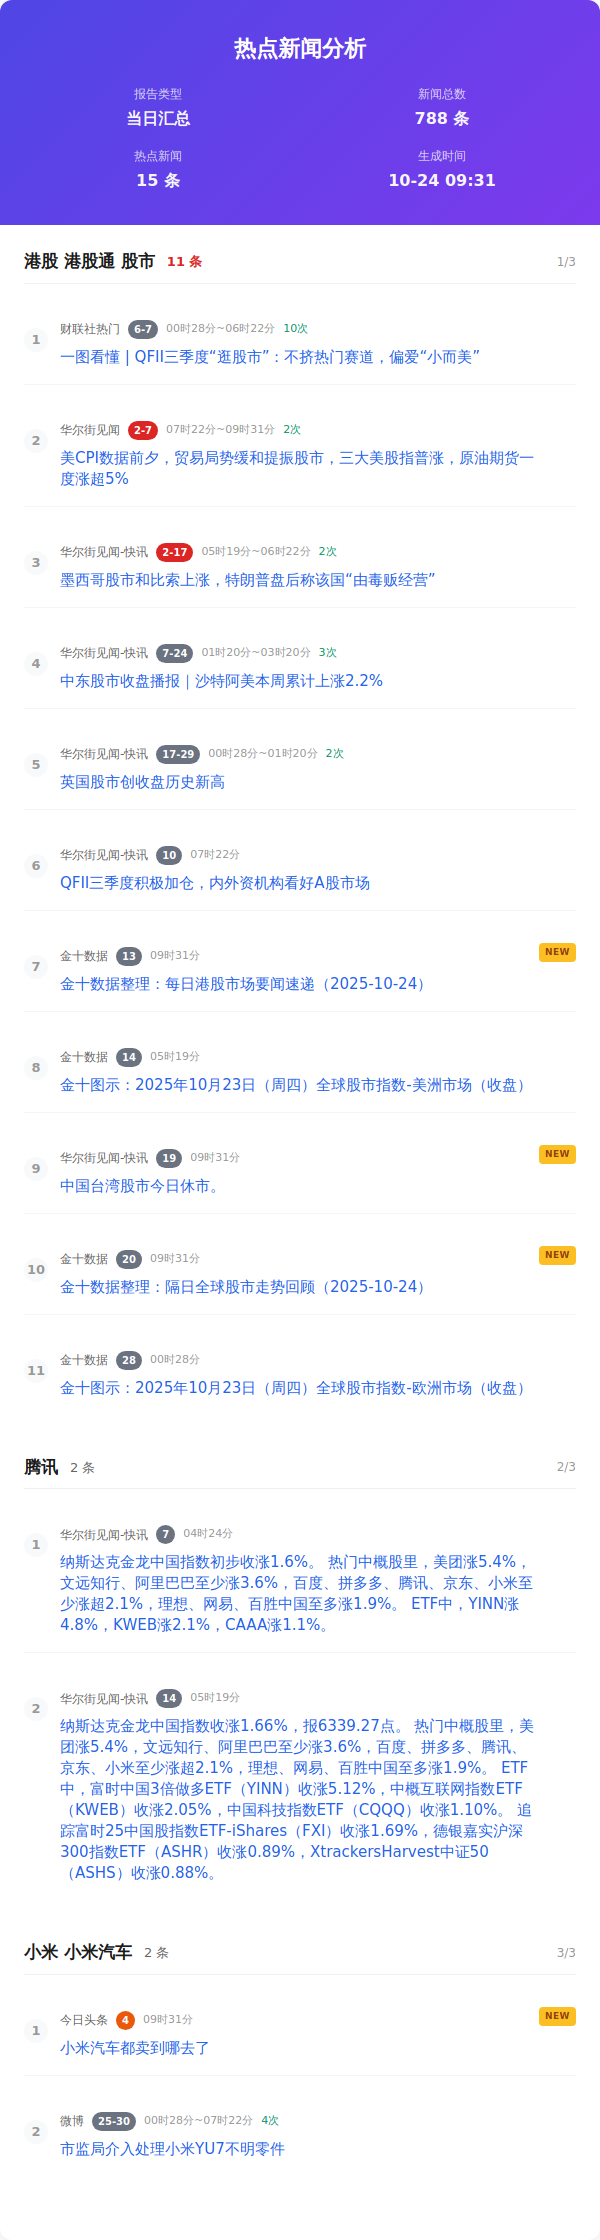 热点新闻分析
报告类型
新闻总数
当日汇总
788 条
热点新闻
生成时间
15 条
10-24 09:31
港股 港股通 股市 11 条 1/3
1
财联社热门 6-7 00时28分~06时22分 10次
一图看懂 | QFII三季度“逛股市”：不挤热门赛道，偏爱“小而美”
2
华尔街见闻 2-7 07时22分~09时31分 2次
美CPI数据前夕，贸易局势缓和提振股市，三大美股指普涨，原油期货一
度涨超5%
3
华尔街见闻-快讯 2-17 05时19分~06时22分 2次
墨西哥股市和比索上涨，特朗普盘后称该国“由毒贩经营”
4
华尔街见闻-快讯 7-24 01时20分~03时20分 3次
中东股市收盘播报｜沙特阿美本周累计上涨2.2%
5
华尔街见闻-快讯 17-29 00时28分~01时20分 2次
英国股市创收盘历史新高
6
华尔街见闻-快讯 10 07时22分
QFII三季度积极加仓，内外资机构看好A股市场
7
金十数据 13 09时31分 NEW
金十数据整理：每日港股市场要闻速递（2025-10-24）
8
金十数据 14 05时19分
金十图示：2025年10月23日（周四）全球股市指数-美洲市场（收盘）
9
华尔街见闻-快讯 19 09时31分 NEW
中国台湾股市今日休市。
10
金十数据 20 09时31分 NEW
金十数据整理：隔日全球股市走势回顾（2025-10-24）
11
金十数据 28 00时28分
金十图示：2025年10月23日（周四）全球股市指数-欧洲市场（收盘）
腾讯 2 条 2/3
1
华尔街见闻-快讯 7 04时24分
纳斯达克金龙中国指数初步收涨1.6%。 热门中概股里，美团涨5.4%，
文远知行、阿里巴巴至少涨3.6%，百度、拼多多、腾讯、京东、小米至
少涨超2.1%，理想、网易、百胜中国至多涨1.9%。 ETF中，YINN涨
4.8%，KWEB涨2.1%，CAAA涨1.1%。
2
华尔街见闻-快讯 14 05时19分
纳斯达克金龙中国指数收涨1.66%，报6339.27点。 热门中概股里，美
团涨5.4%，文远知行、阿里巴巴至少涨3.6%，百度、拼多多、腾讯、
京东、小米至少涨超2.1%，理想、网易、百胜中国至多涨1.9%。 ETF
中，富时中国3倍做多ETF（YINN）收涨5.12%，中概互联网指数ETF
（KWEB）收涨2.05%，中国科技指数ETF（CQQQ）收涨1.10%。 追
踪富时25中国股指数ETF-iShares（FXI）收涨1.69%，德银嘉实沪深
300指数ETF（ASHR）收涨0.89%，XtrackersHarvest中证50
（ASHS）收涨0.88%。
小米 小米汽车 2 条 3/3
1
今日头条 4 09时31分 NEW
小米汽车都卖到哪去了
2
微博 25-30 00时28分~07时22分 4次
市监局介入处理小米YU7不明零件